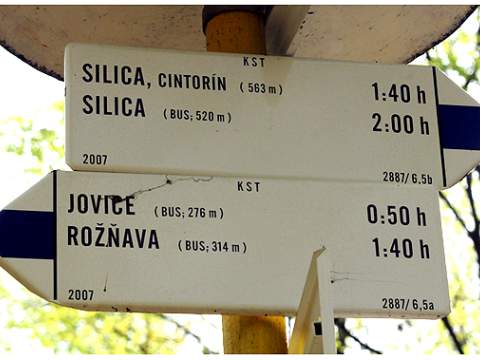 KST
SILICA, CINTORÍN (563 m) 1:40 h
SILICA (BUS; 520 m) 2:00 h
2007 2887/6,5b
KST
JOVICE (BUS; 276 m) 0:50 h
ROŽŇAVA (BUS; 314 m) 1:40 h
2007 2887/6,5a